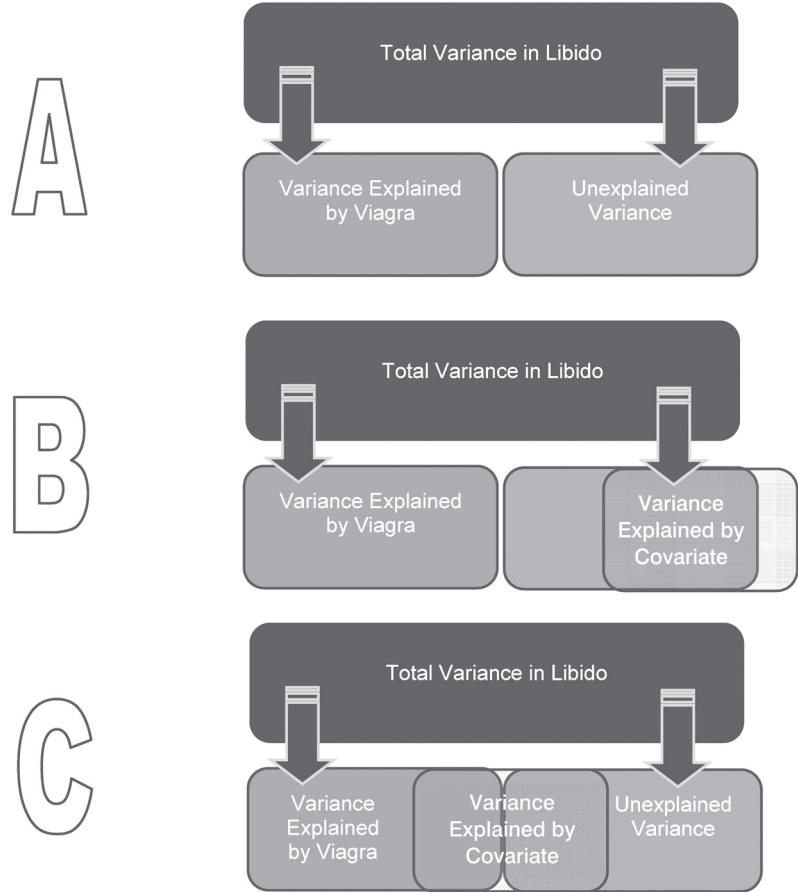 A
Total Variance in Libido
Variance Explained
by Viagra
Unexplained
Variance
B
Total Variance in Libido
Variance Explained
by Viagra
Variance
Explained by
Covariate
C
Total Variance in Libido
Variance
Explained
by Viagra
Variance
Explained by
Covariate
Unexplained
Variance